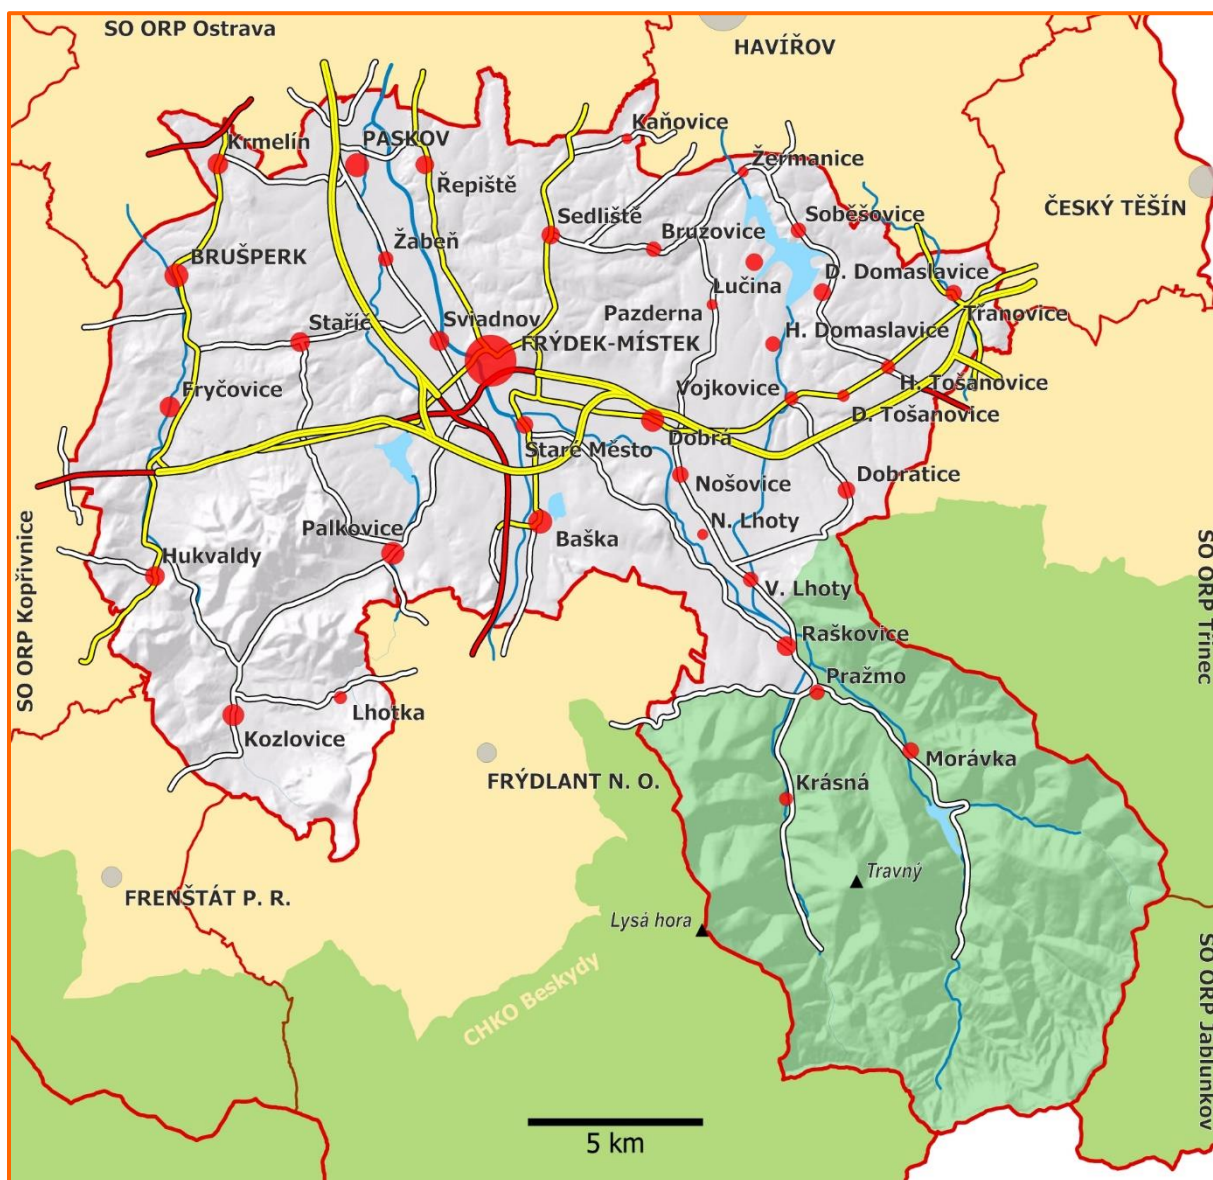 SO ORP Ostrava
HAVÍŘOV
Kaňovice
Krmelín
PASKOV
Žermanice
Řepiště
ČESKÝ TĚŠÍN
Sedliště
Soběšovice
Bruzovice
Žabeň
BRUŠPERK
D. Domaslavice
Lučina
Pazderna
Třanovice
Stařič
Sviadnov
H. Domaslavice
FRÝDEK-MÍSTEK
Fryčovice
Vojkovice
H. Tošanovice
D. Tošanovice
Dobrá
Staré Město
Nošovice
Dobratice
Palkovice
Baška
N. Lhoty
Hukvaldy
V. Lhoty
SO ORP Kopřivnice
SO ORP Třinec
Raškovice
Pražmo
Lhotka
Kozlovice
Morávka
FRÝDLANT N. O.
Krásná
Travný
FRENŠTÁT P. R.
Lysá hora
CHKO Beskydy
SO ORP Jablunkov
5 km